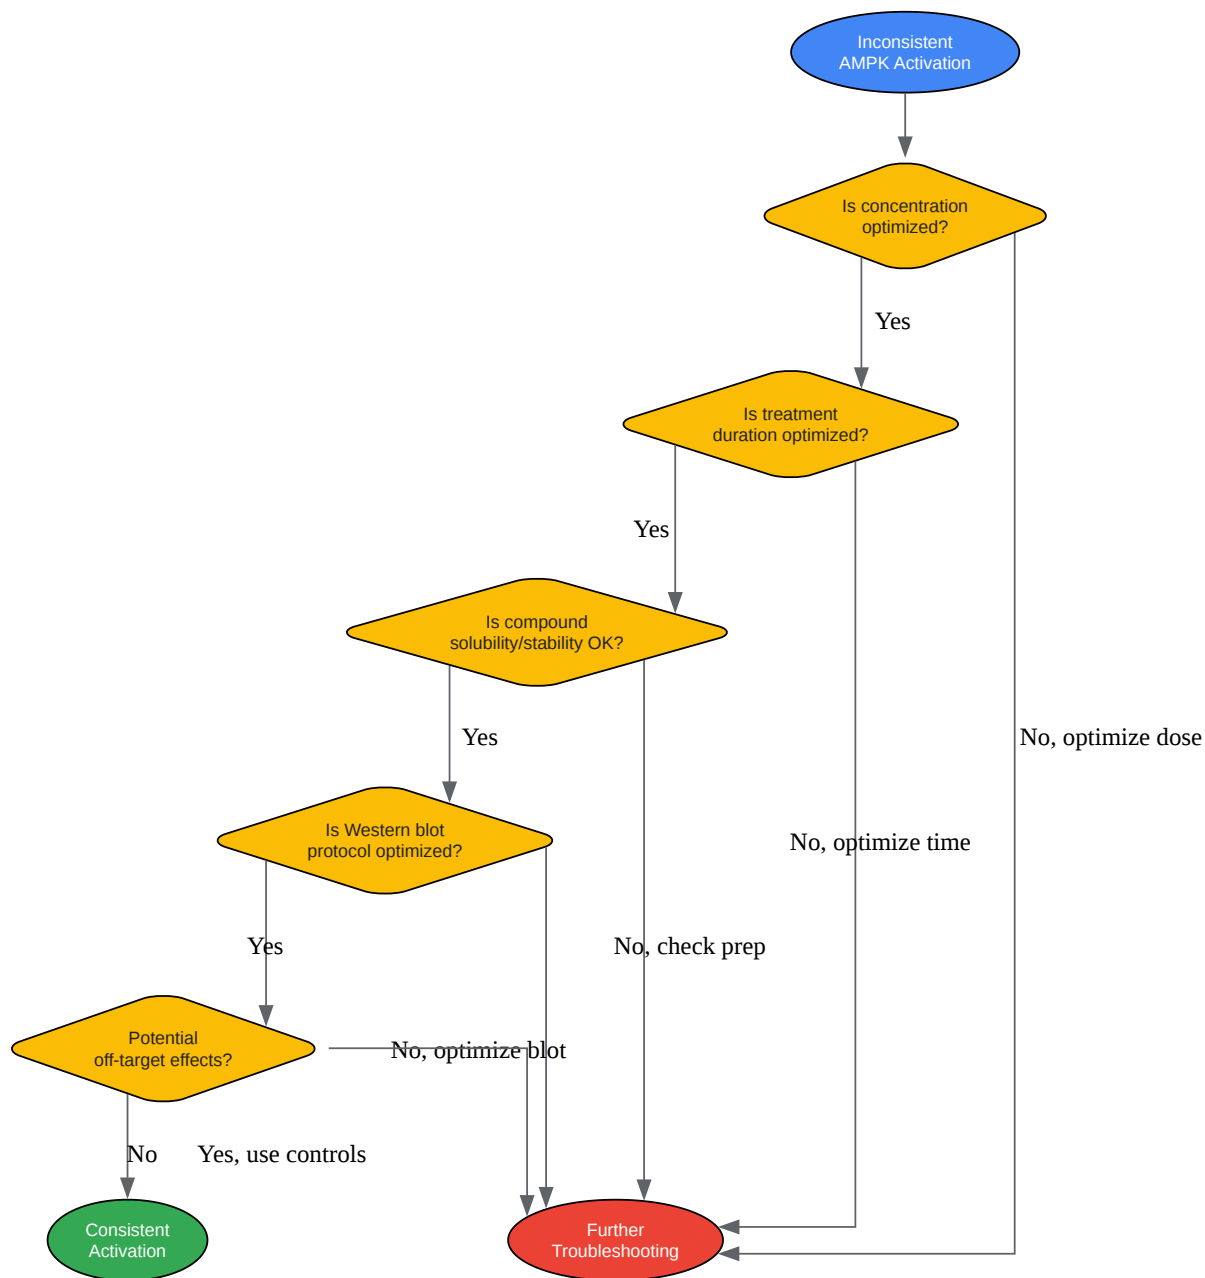 Inconsistent
AMPK Activation
Is concentration
optimized?
Yes
Is treatment
duration optimized?
Yes
Is compound
solubility/stability OK?
Yes
No, optimize dose
Is Western blot
protocol optimized?
No, optimize time
Yes
No, check prep
Potential
off-target effects?
No, optimize blot
No
Yes, use controls
Consistent
Activation
Further
Troubleshooting